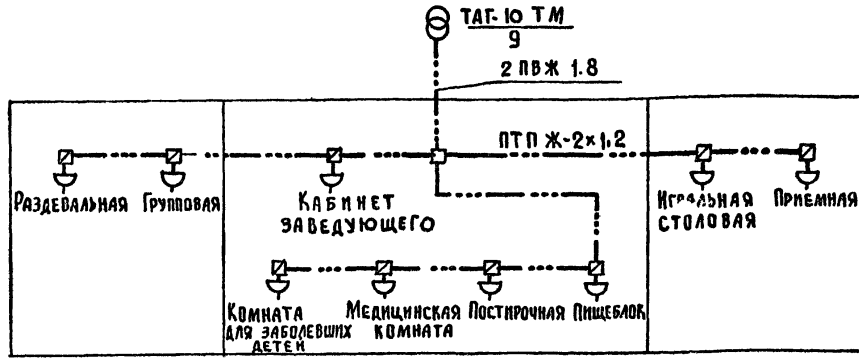 ТАГ-10 ТМ
9
2 ПВЖ 1.8
ПТП Ж-2×1,2
Раздевальная
Групповая
Кабинет
заведующего
Игральная
столовая
Приемная
Комната
для заболевших
детей
Медицинская
комната
Постирочная
Пищеблок